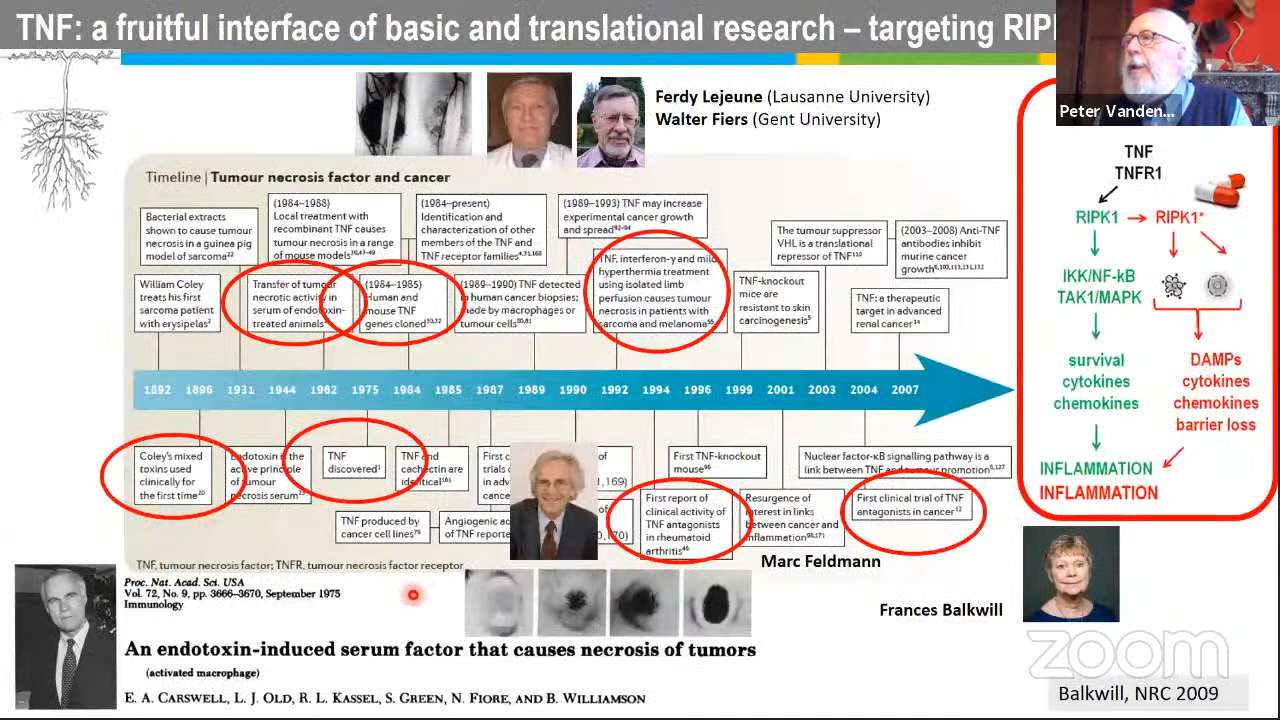 TNF: a fruitful interface of basic and translational research – targeting RIP
Peter Vanden...
Ferdy Lejeune (Lausanne University)
Walter Fiers (Gent University)
Timeline | Tumour necrosis factor and cancer
Bacterial extracts
shown to cause tumour
necrosis in a guinea pig
model of sarcoma
(1984–1988)
Local treatment with
recombinant TNF causes
tumour necrosis in a range
of mouse models
(1984–present)
Identification and
characterization of other
members of the TNF and
TNF receptor families
(1989–1993) TNF may increase
experimental cancer growth
and spread
The tumour suppressor
VHL is a translational
repressor of TNF
(2003–2008) Anti-TNF
antibodies inhibit
murine cancer
growth
William Coley
treats his first
sarcoma patient
with erysipelas
Transfer of tumour
necrotic activity in
serum of endotoxin-
treated animals
(1984–1985)
Human and
mouse TNF
genes cloned
(1989–1990) TNF detected
in human cancer biopsies;
made by macrophages or
tumour cells
TNF, interferon-γ and mild
hyperthermia treatment
using isolated limb
perfusion causes tumour
necrosis in patients with
sarcoma and melanoma
TNF-knockout
mice are
resistant to skin
carcinogenesis
TNF: a therapeutic
target in advanced
renal cancer
1892 1896 1931 1944 1962 1975 1984 1985 1987 1989 1990 1992 1994 1996 1999 2001 2003 2004 2007
Coley's mixed
toxins used
clinically for
the first time
Endotoxin is the
active principle
of tumour
necrosis serum
TNF
discovered
TNF and
cachectin are
identical
First c
trials o
in adv
cance
, 169)
First TNF-knockout
mouse
Nuclear factor-κB signalling pathway is a
link between TNF and tumour promotion
TNF produced by
cancer cell lines
Angiogenic ac
of TNF reporte
of
, 170)
First report of
clinical activity of
TNF antagonists
in rheumatoid
arthritis
Resurgence of
interest in links
between cancer and
inflammation
First clinical trial of TNF
antagonists in cancer
TNF, tumour necrosis factor; TNFR, tumour necrosis factor receptor
Marc Feldmann
Frances Balkwill
TNF
TNFR1
RIPK1 RIPK1*
IKK/NF-kB
TAK1/MAPK
survival
cytokines
chemokines
DAMPs
cytokines
chemokines
barrier loss
INFLAMMATION
INFLAMMATION
Proc. Nat. Acad. Sci. USA
Vol. 72, No. 9, pp. 3666–3670, September 1975
Immunology
An endotoxin-induced serum factor that causes necrosis of tumors
(activated macrophage)
E. A. CARSWELL, L. J. OLD, R. L. KASSEL, S. GREEN, N. FIORE, AND B. WILLIAMSON
zoom
Balkwill, NRC 2009